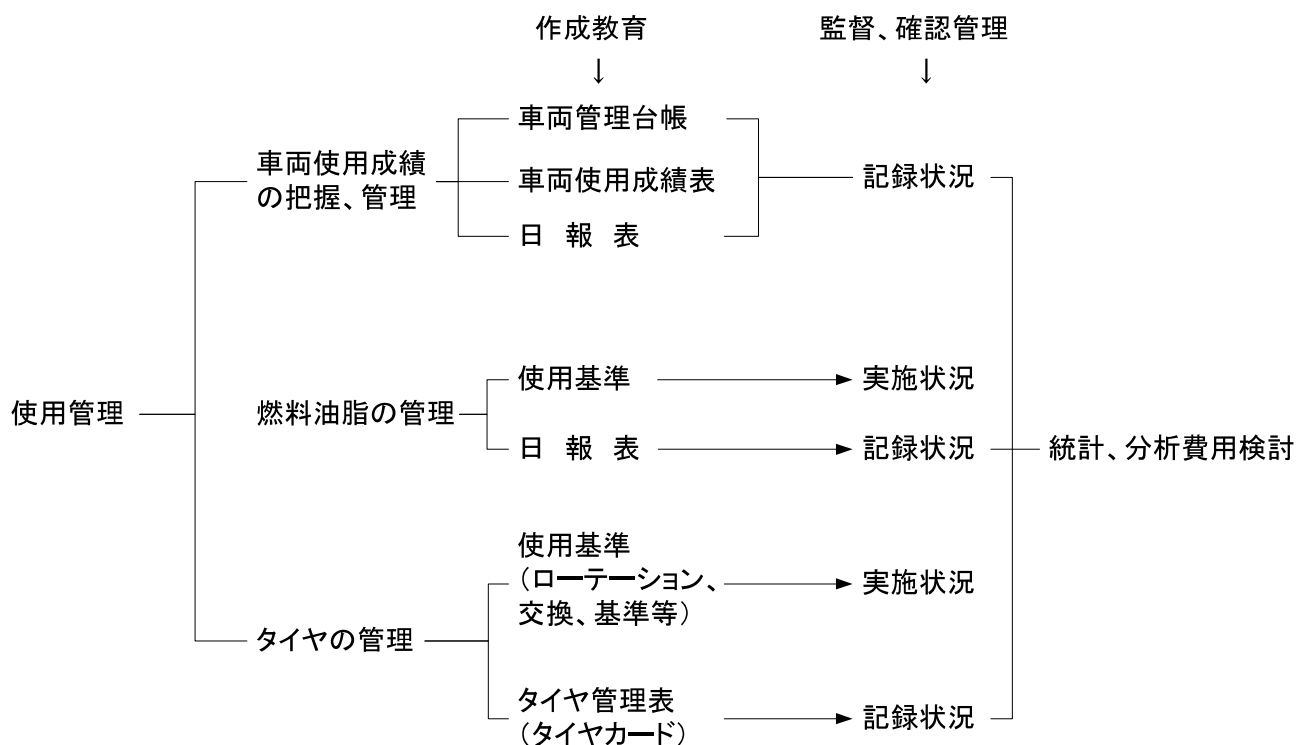 作成教育
監督、確認管理
↓
↓
車両管理台帳
車両使用成績
の把握、管理
車両使用成績表
記録状況
日 報 表
使用基準
実施状況
使用管理
燃料油脂の管理
日 報 表
記録状況
統計、分析費用検討
使用基準
(ローテーション、
交換、基準等)
実施状況
タイヤの管理
タイヤ管理表
(タイヤカード)
記録状況